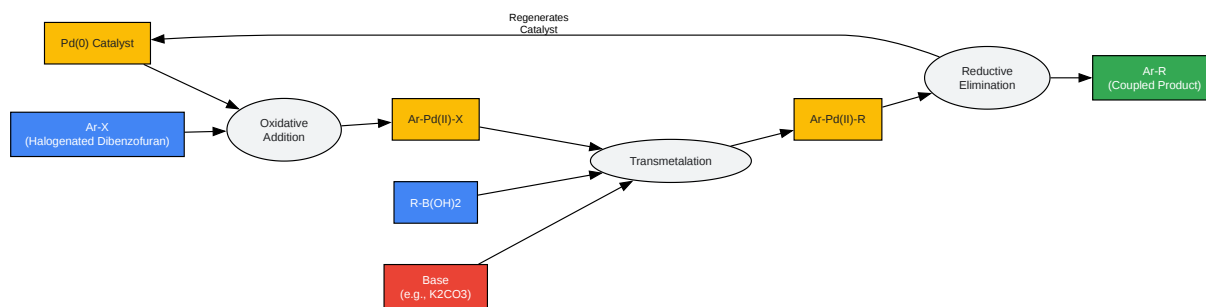 Regenerates
Catalyst
Pd(0) Catalyst
Ar-X
(Halogenated Dibenzofuran)
Oxidative
Addition
Ar-Pd(II)-X
R-B(OH)2
Base
(e.g., K2CO3)
Transmetalation
Ar-Pd(II)-R
Reductive
Elimination
Ar-R
(Coupled Product)